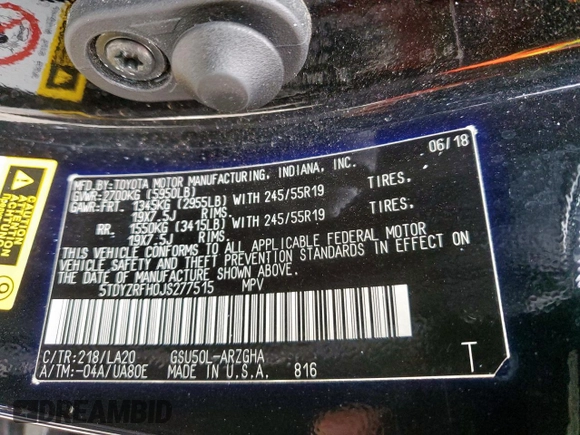 06/18
MFD.BY:TOYOTA MOTOR MANUFACTURING, INDIANA, INC.
GVWR:2700KG (5950LB)
GAWR:FRT. 1345KG (2955LB) WITH 245/55R19 TIRES.
19X7.5J RIMS.
RR. 1550KG (3415LB) WITH 245/55R19 TIRES.
19X7.5J RIMS.
THIS VEHICLE CONFORMS TO ALL APPLICABLE FEDERAL MOTOR
VEHICLE SAFETY AND THEFT PREVENTION STANDARDS IN EFFECT ON
THE DATE OF MANUFACTURE SHOWN ABOVE.
5TDYZRFH0JS277515 MPV
C/TR:218/LA20 GSU50L-ARZGHA
A/TM:-04A/UA80E MADE IN U.S.A. 816
T
CAUTION
ACHTUNG
DREAMBID